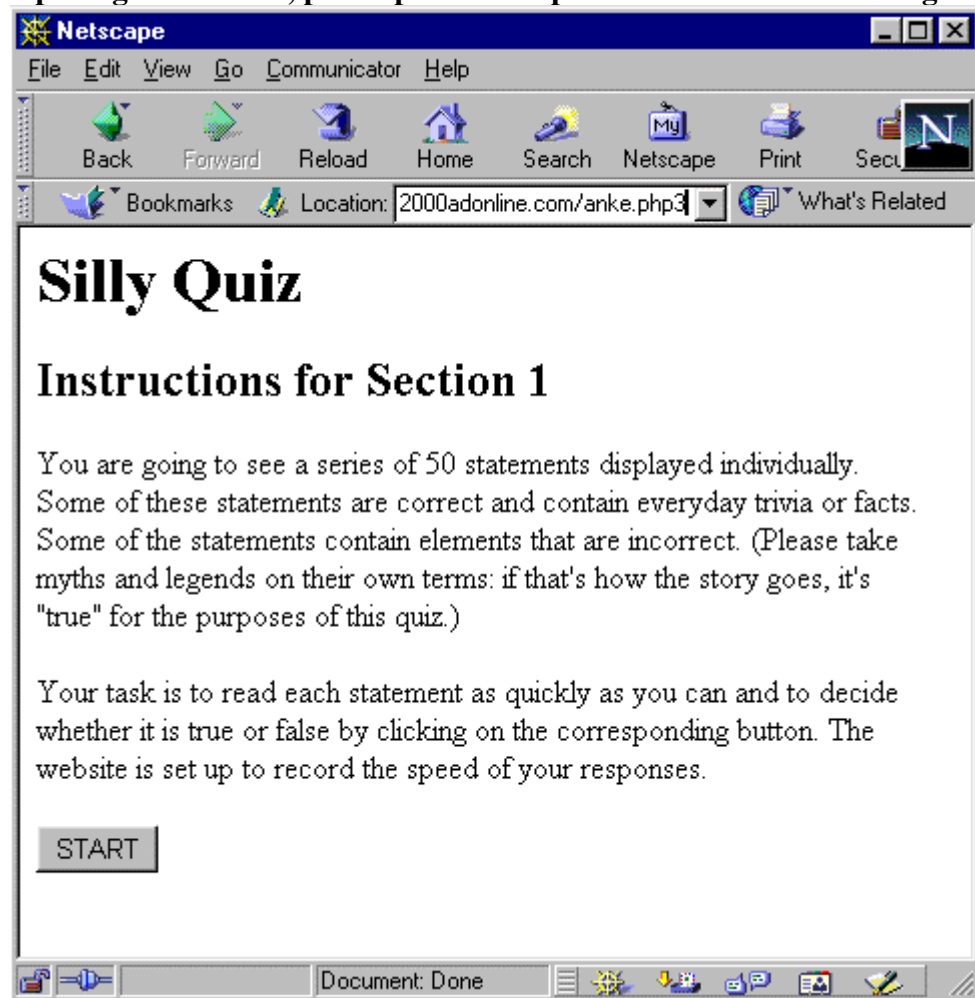 Netscape
File Edit View Go Communicator Help
Back Forward Reload Home Search Netscape Print Secu
My
N
Bookmarks Location: 2000adonline.com/anke.php3 What's Related
Silly Quiz
Instructions for Section 1
You are going to see a series of 50 statements displayed individually.
Some of these statements are correct and contain everyday trivia or facts.
Some of the statements contain elements that are incorrect. (Please take
myths and legends on their own terms: if that's how the story goes, it's
"true" for the purposes of this quiz.)
Your task is to read each statement as quickly as you can and to decide
whether it is true or false by clicking on the corresponding button. The
website is set up to record the speed of your responses.
START
Document: Done